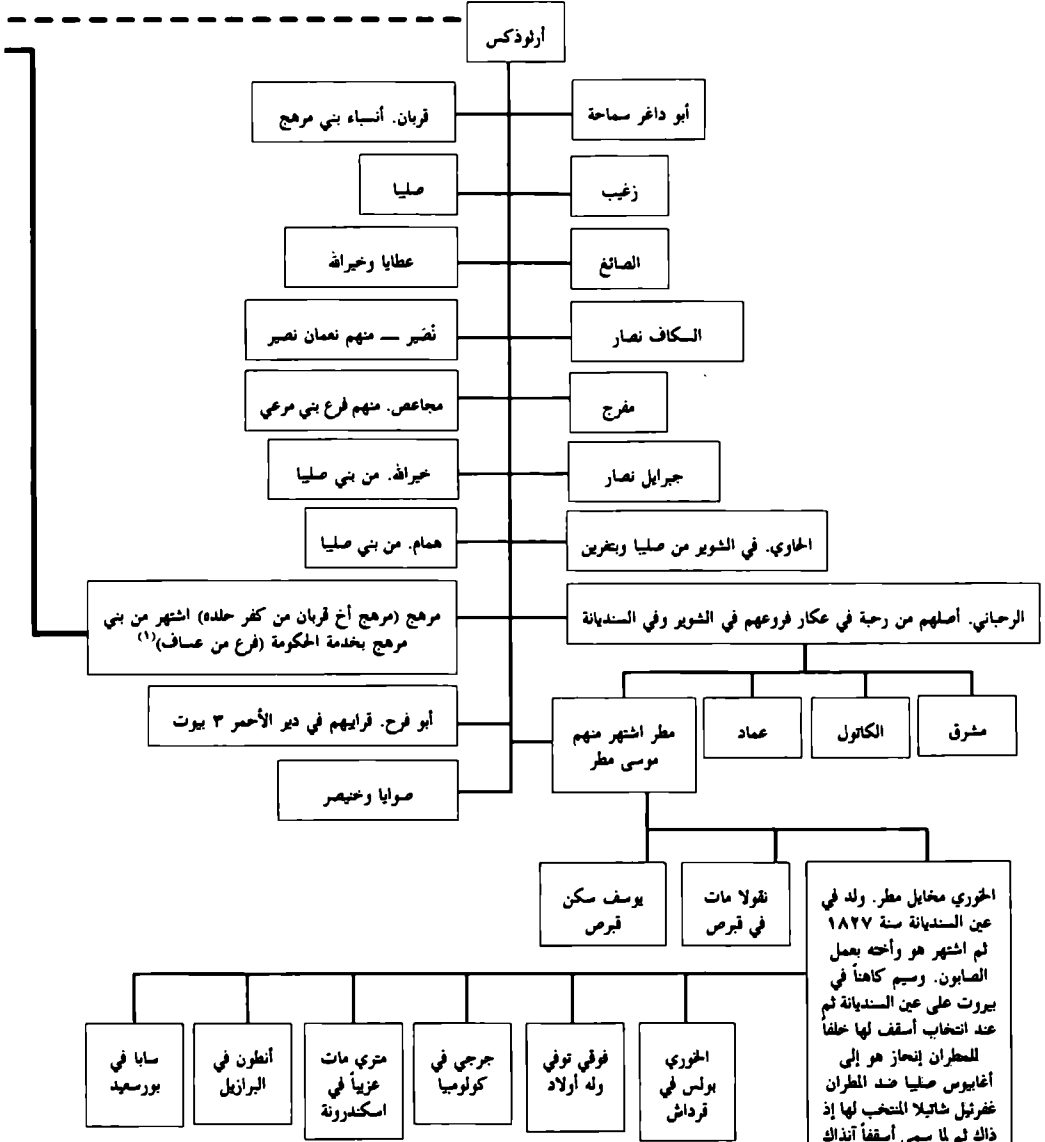 أرثوذكس
أبو داغر سماحة
قربان. أنسباء بني مرهج
زغيب
صليبا
الصائغ
عطايا وخيرالله
السكاف نصار
نُصَير — منهم نعمان نصير
مفرج
مجاعص. منهم فرع بني مرعي
جبرايل نصار
خيرالله. من بني صليبا
الحاوي. في الشوير من صليبا وبتغرين
همام. من بني صليبا
الرحباني. أصلهم من رحبة في عكار فروعهم في الشوير وفي السنديانة
مرهج (مرهج أخ قربان من كفر حلده) اشتهر من بني
مرهج بخدمة الحكومة (فرع من عساف)(١)
مشرق
الكاتول
عماد
مطر اشتهر منهم
موسى مطر
أبو فرح. قرايبهم في دير الأحمر ٣ بيوت
صوايا وخنيصر
الخوري مخايل مطر. ولد في
عين السنديانة سنة ١٨٢٧
ثم اشتهر هو وأخته بعمل
الصابون. وسيم كاهناً في
بيروت على عين السنديانة ثم
عند انتخاب أسقف لها خلفاً
للمطران إنحاز هو إلى
أغابيوس صليبا ضد المطران
غفرئيل شاتيلا المنتخب لها إذ
ذاك ثم لما سمي أسقفاً آنذاك
نقولا مات
في قبرص
يوسف سكن
قبرص
الخوري
بولس في
قرداش
فوقي توفي
وله أولاد
جرجي في
كولومبيا
متري مات
عزبياً في
اسكندرونة
أنطون في
البرازيل
سابا في
بورسعيد